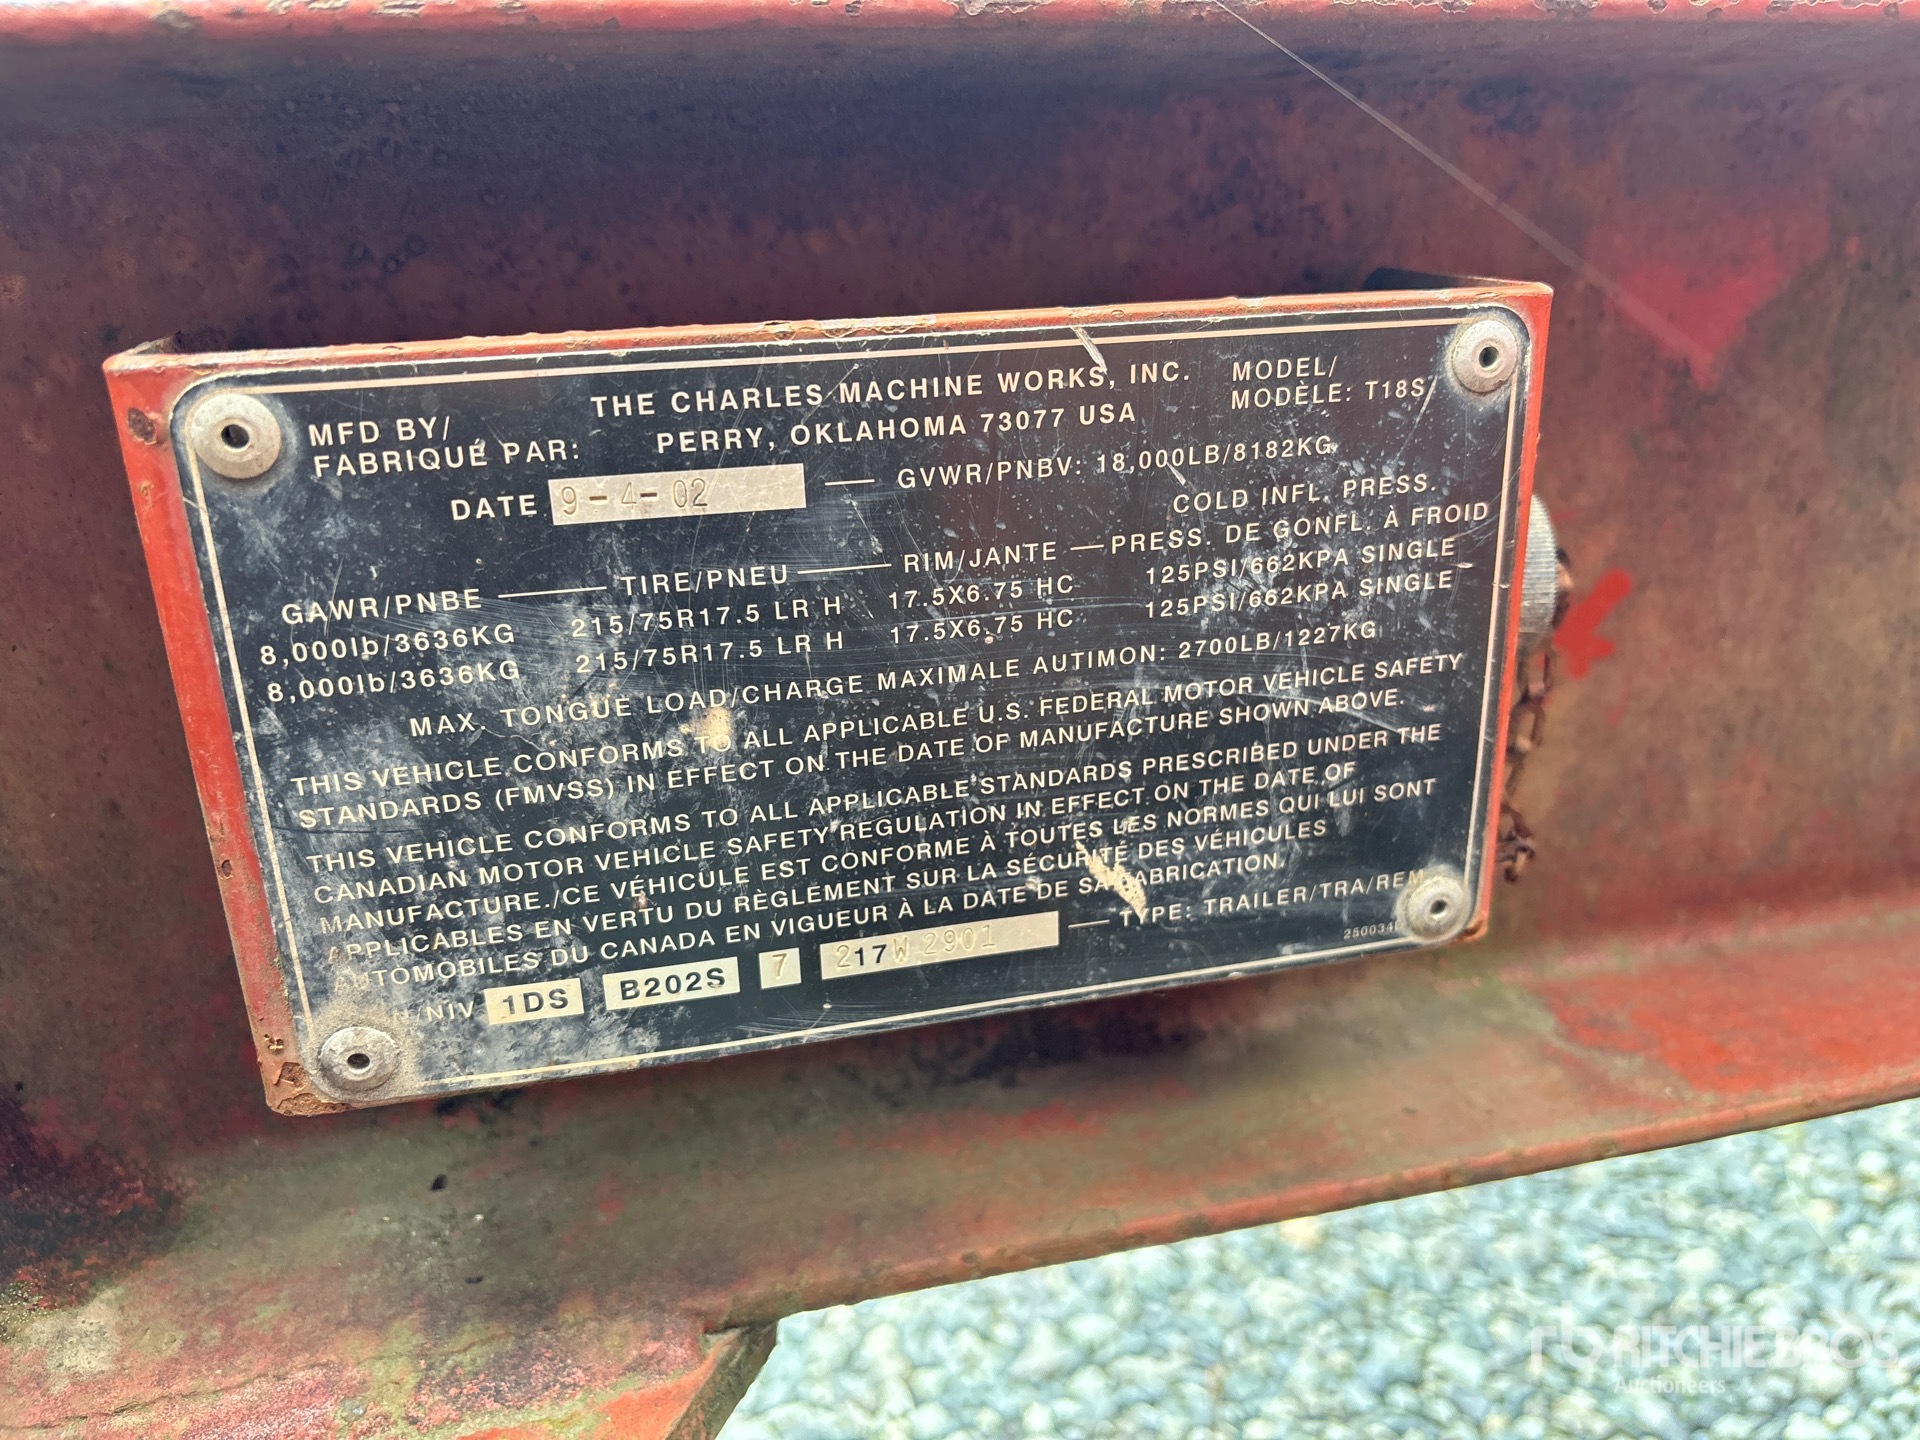 MFD BY/ THE CHARLES MACHINE WORKS, INC. MODEL/
FABRIQUÉ PAR: PERRY, OKLAHOMA 73077 USA MODÈLE: T18S
DATE 9-4-02 — GVWR/PNBV: 18,000LB/8182KG
COLD INFL. PRESS.
GAWR/PNBE — TIRE/PNEU — RIM/JANTE — PRESS. DE GONFL. À FROID
8,000lb/3636KG 215/75R17.5 LR H 17.5X6.75 HC 125PSI/662KPA SINGLE
8,000lb/3636KG 215/75R17.5 LR H 17.5X6.75 HC 125PSI/662KPA SINGLE
MAX. TONGUE LOAD/CHARGE MAXIMALE AUTIMON: 2700LB/1227KG
THIS VEHICLE CONFORMS TO ALL APPLICABLE U.S. FEDERAL MOTOR VEHICLE SAFETY
STANDARDS (FMVSS) IN EFFECT ON THE DATE OF MANUFACTURE SHOWN ABOVE.
THIS VEHICLE CONFORMS TO ALL APPLICABLE STANDARDS PRESCRIBED UNDER THE
CANADIAN MOTOR VEHICLE SAFETY REGULATION IN EFFECT ON THE DATE OF
MANUFACTURE./CE VÉHICULE EST CONFORME À TOUTES LES NORMES QUI LUI SONT
APPLICABLES EN VERTU DU RÈGLEMENT SUR LA SÉCURITÉ DES VÉHICULES
AUTOMOBILES DU CANADA EN VIGUEUR À LA DATE DE SA FABRICATION.
/NIV 1DS B202S 7 217W2901 — TYPE: TRAILER/TRA/REM
RITCHIE BROS
Auctioneers